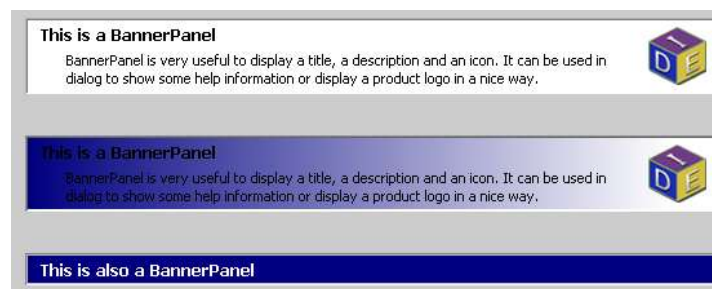 This is a BannerPanel
BannerPanel is very useful to display a title, a description and an icon. It can be used in
dialog to show some help information or display a product logo in a nice way.
I
D E
This is a BannerPanel
BannerPanel is very useful to display a title, a description and an icon. It can be used in
dialog to show some help information or display a product logo in a nice way.
I
D E
This is also a BannerPanel